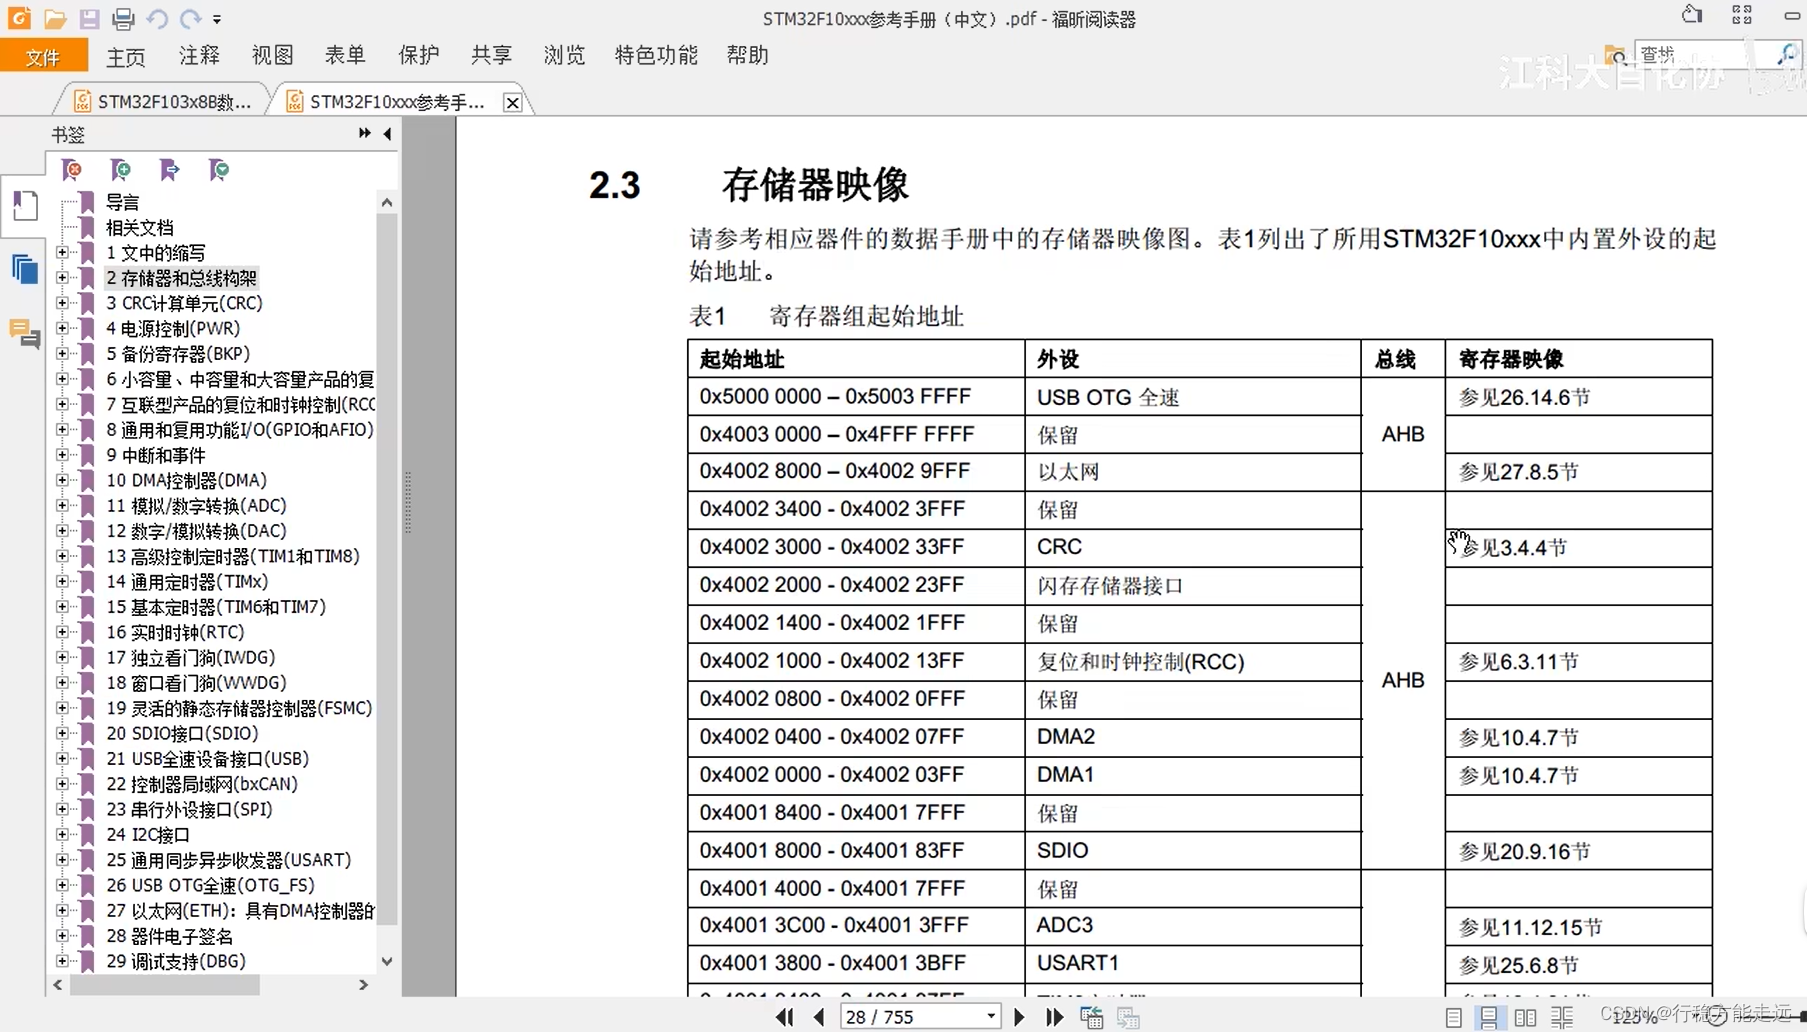 STM32F10xxx参考手册（中文）.pdf - 福昕阅读器
文件 主页 注释 视图 表单 保护 共享 浏览 特色功能 帮助
查找
江科大自化协
STM32F103x8B数... STM32F10xxx参考手...
书签
导言
相关文档
1 文中的缩写
2 存储器和总线构架
3 CRC计算单元(CRC)
4 电源控制(PWR)
5 备份寄存器(BKP)
6 小容量、中容量和大容量产品的复
7 互联型产品的复位和时钟控制(RCC
8 通用和复用功能I/O(GPIO和AFIO)
9 中断和事件
10 DMA控制器(DMA)
11 模拟/数字转换(ADC)
12 数字/模拟转换(DAC)
13 高级控制定时器(TIM1和TIM8)
14 通用定时器(TIMx)
15 基本定时器(TIM6和TIM7)
16 实时时钟(RTC)
17 独立看门狗(IWDG)
18 窗口看门狗(WWDG)
19 灵活的静态存储器控制器(FSMC)
20 SDIO接口(SDIO)
21 USB全速设备接口(USB)
22 控制器局域网(bxCAN)
23 串行外设接口(SPI)
24 I2C接口
25 通用同步异步收发器(USART)
26 USB OTG全速(OTG_FS)
27 以太网(ETH)：具有DMA控制器的
28 器件电子签名
29 调试支持(DBG)
2.3 存储器映像
请参考相应器件的数据手册中的存储器映像图。表1列出了所用STM32F10xxx中内置外设的起
始地址。
表1 寄存器组起始地址
起始地址 外设 总线 寄存器映像
0x5000 0000 – 0x5003 FFFF USB OTG 全速 参见26.14.6节
0x4003 0000 – 0x4FFF FFFF 保留 AHB
0x4002 8000 – 0x4002 9FFF 以太网 参见27.8.5节
0x4002 3400 - 0x4002 3FFF 保留
0x4002 3000 - 0x4002 33FF CRC 参见3.4.4节
0x4002 2000 - 0x4002 23FF 闪存存储器接口
0x4002 1400 - 0x4002 1FFF 保留
0x4002 1000 - 0x4002 13FF 复位和时钟控制(RCC) AHB 参见6.3.11节
0x4002 0800 - 0x4002 0FFF 保留
0x4002 0400 - 0x4002 07FF DMA2 参见10.4.7节
0x4002 0000 - 0x4002 03FF DMA1 参见10.4.7节
0x4001 8400 - 0x4001 7FFF 保留
0x4001 8000 - 0x4001 83FF SDIO 参见20.9.16节
0x4001 4000 - 0x4001 7FFF 保留
0x4001 3C00 - 0x4001 3FFF ADC3 参见11.12.15节
0x4001 3800 - 0x4001 3BFF USART1 参见25.6.8节
28 / 755
125%
CSDN @行稳方能走远